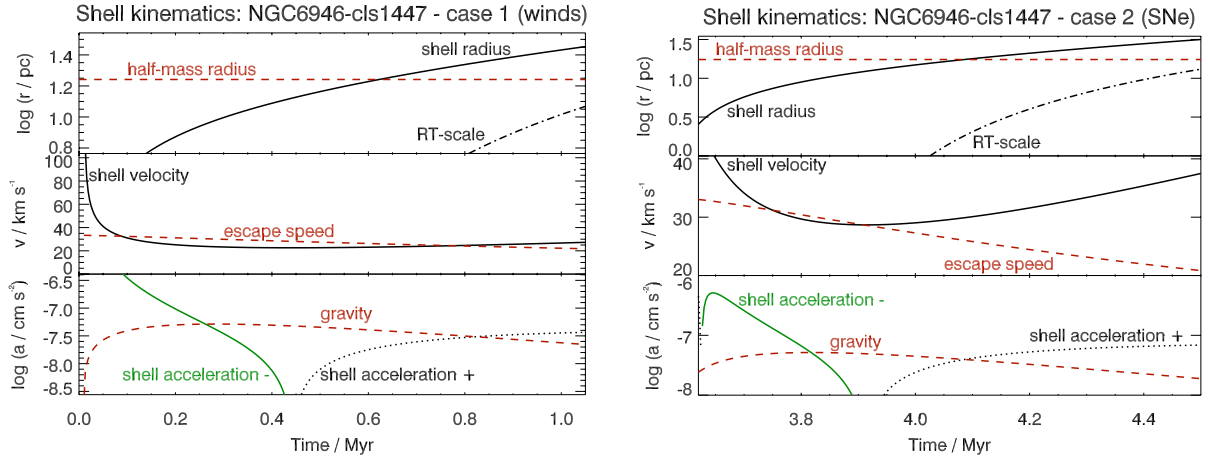 Shell kinematics: NGC6946-cls1447 - case 1 (winds)
log (r / pc)
1.4
1.2
1.0
0.8
shell radius
half-mass radius
RT-scale
v / km s⁻¹
100
80
60
40
20
0
shell velocity
escape speed
log (a / cm s⁻²)
-6.5
-7.0
-7.5
-8.0
-8.5
gravity
shell acceleration -
shell acceleration +
0.0 0.2 0.4 0.6 0.8 1.0
Time / Myr
Shell kinematics: NGC6946-cls1447 - case 2 (SNe)
log (r / pc)
1.5
1.0
0.5
0.0
half-mass radius
shell radius
RT-scale
v / km s⁻¹
40
30
20
shell velocity
escape speed
log (a / cm s⁻²)
-6
-7
-8
shell acceleration -
shell acceleration +
gravity
3.8 4.0 4.2 4.4
Time / Myr